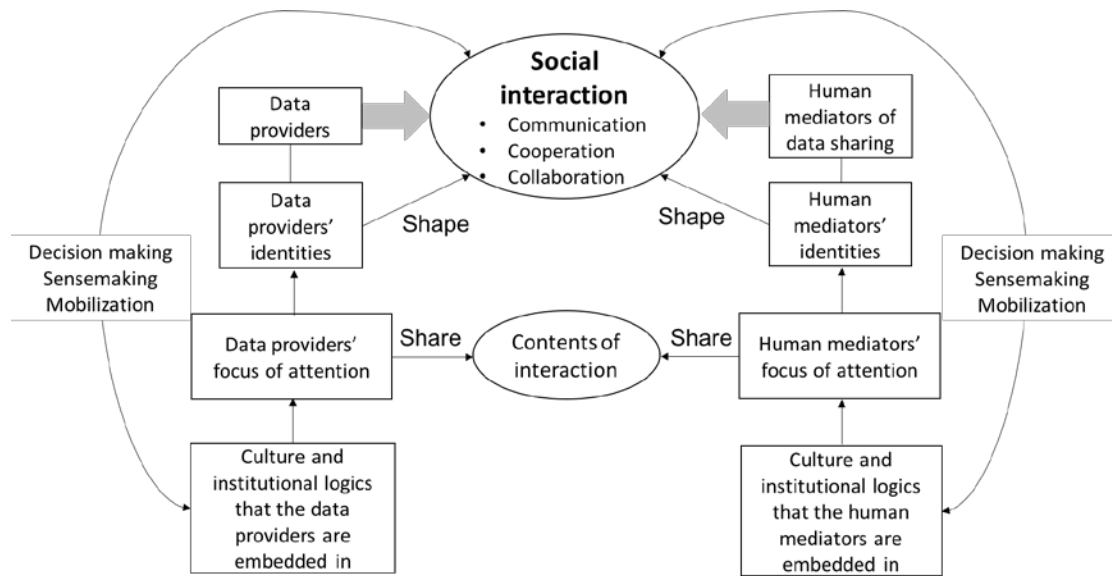 Social
interaction
• Communication
• Cooperation
• Collaboration
Data
providers
Human
mediators of
data sharing
Data
providers'
identities
Shape
Shape
Human
mediators'
identities
Decision making
Sensemaking
Mobilization
Decision making
Sensemaking
Mobilization
Data providers'
focus of attention
Share
Contents of
interaction
Share
Human mediators'
focus of attention
Culture and
institutional logics
that the data
providers are
embedded in
Culture and
institutional logics
that the human
mediators are
embedded in